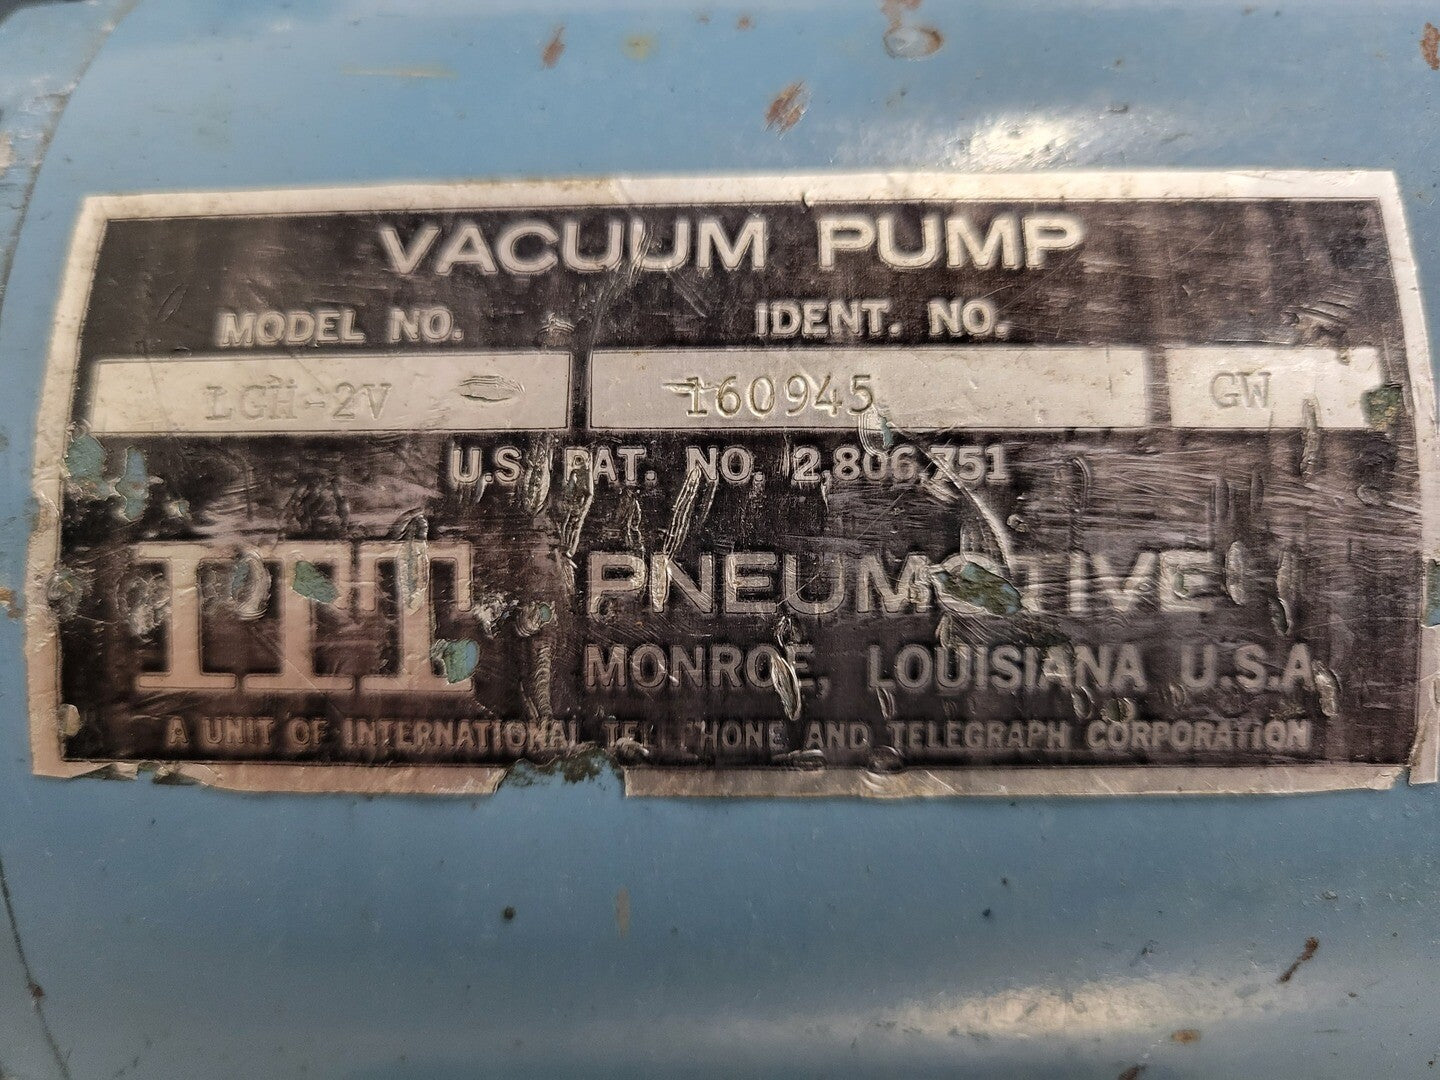 VACUUM PUMP
MODEL NO. IDENT. NO.
LGH-2V 160945 GW
U.S. PAT. NO. 2,806,751
ITT PNEUMOTIVE
MONROE, LOUISIANA U.S.A.
A UNIT OF INTERNATIONAL TELEPHONE AND TELEGRAPH CORPORATION